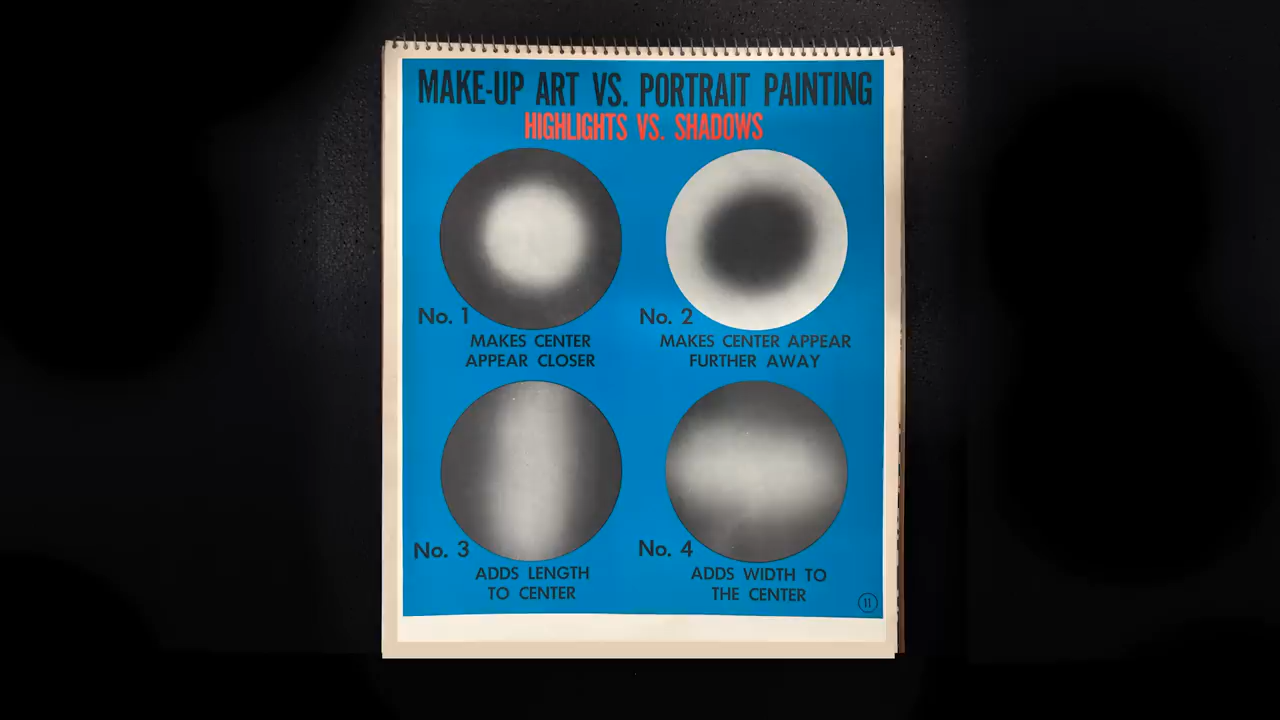 MAKE-UP ART VS. PORTRAIT PAINTING
HIGHLIGHTS VS. SHADOWS
No. 1
MAKES CENTER
APPEAR CLOSER
No. 2
MAKES CENTER APPEAR
FURTHER AWAY
No. 3
ADDS LENGTH
TO CENTER
No. 4
ADDS WIDTH TO
THE CENTER
11